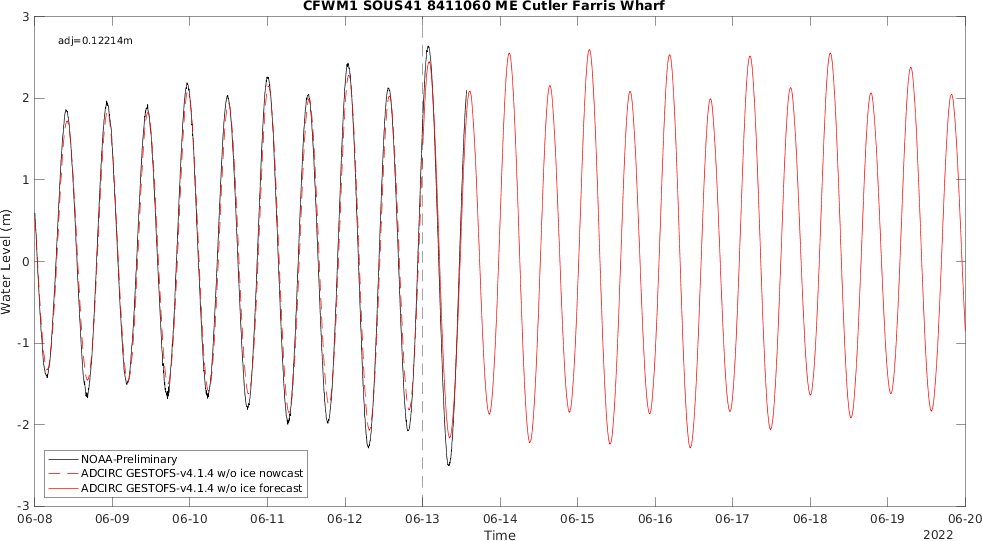 CFWM1 SOUS41 8411060 ME Cutler Farris Wharf
adj=0.12214m
3
2
1
0
-1
-2
-3
Water Level (m)
NOAA-Preliminary
ADCIRC GESTOFS-v4.1.4 w/o ice nowcast
ADCIRC GESTOFS-v4.1.4 w/o ice forecast
06-08 06-09 06-10 06-11 06-12 06-13 06-14 06-15 06-16 06-17 06-18 06-19 06-20
Time
2022